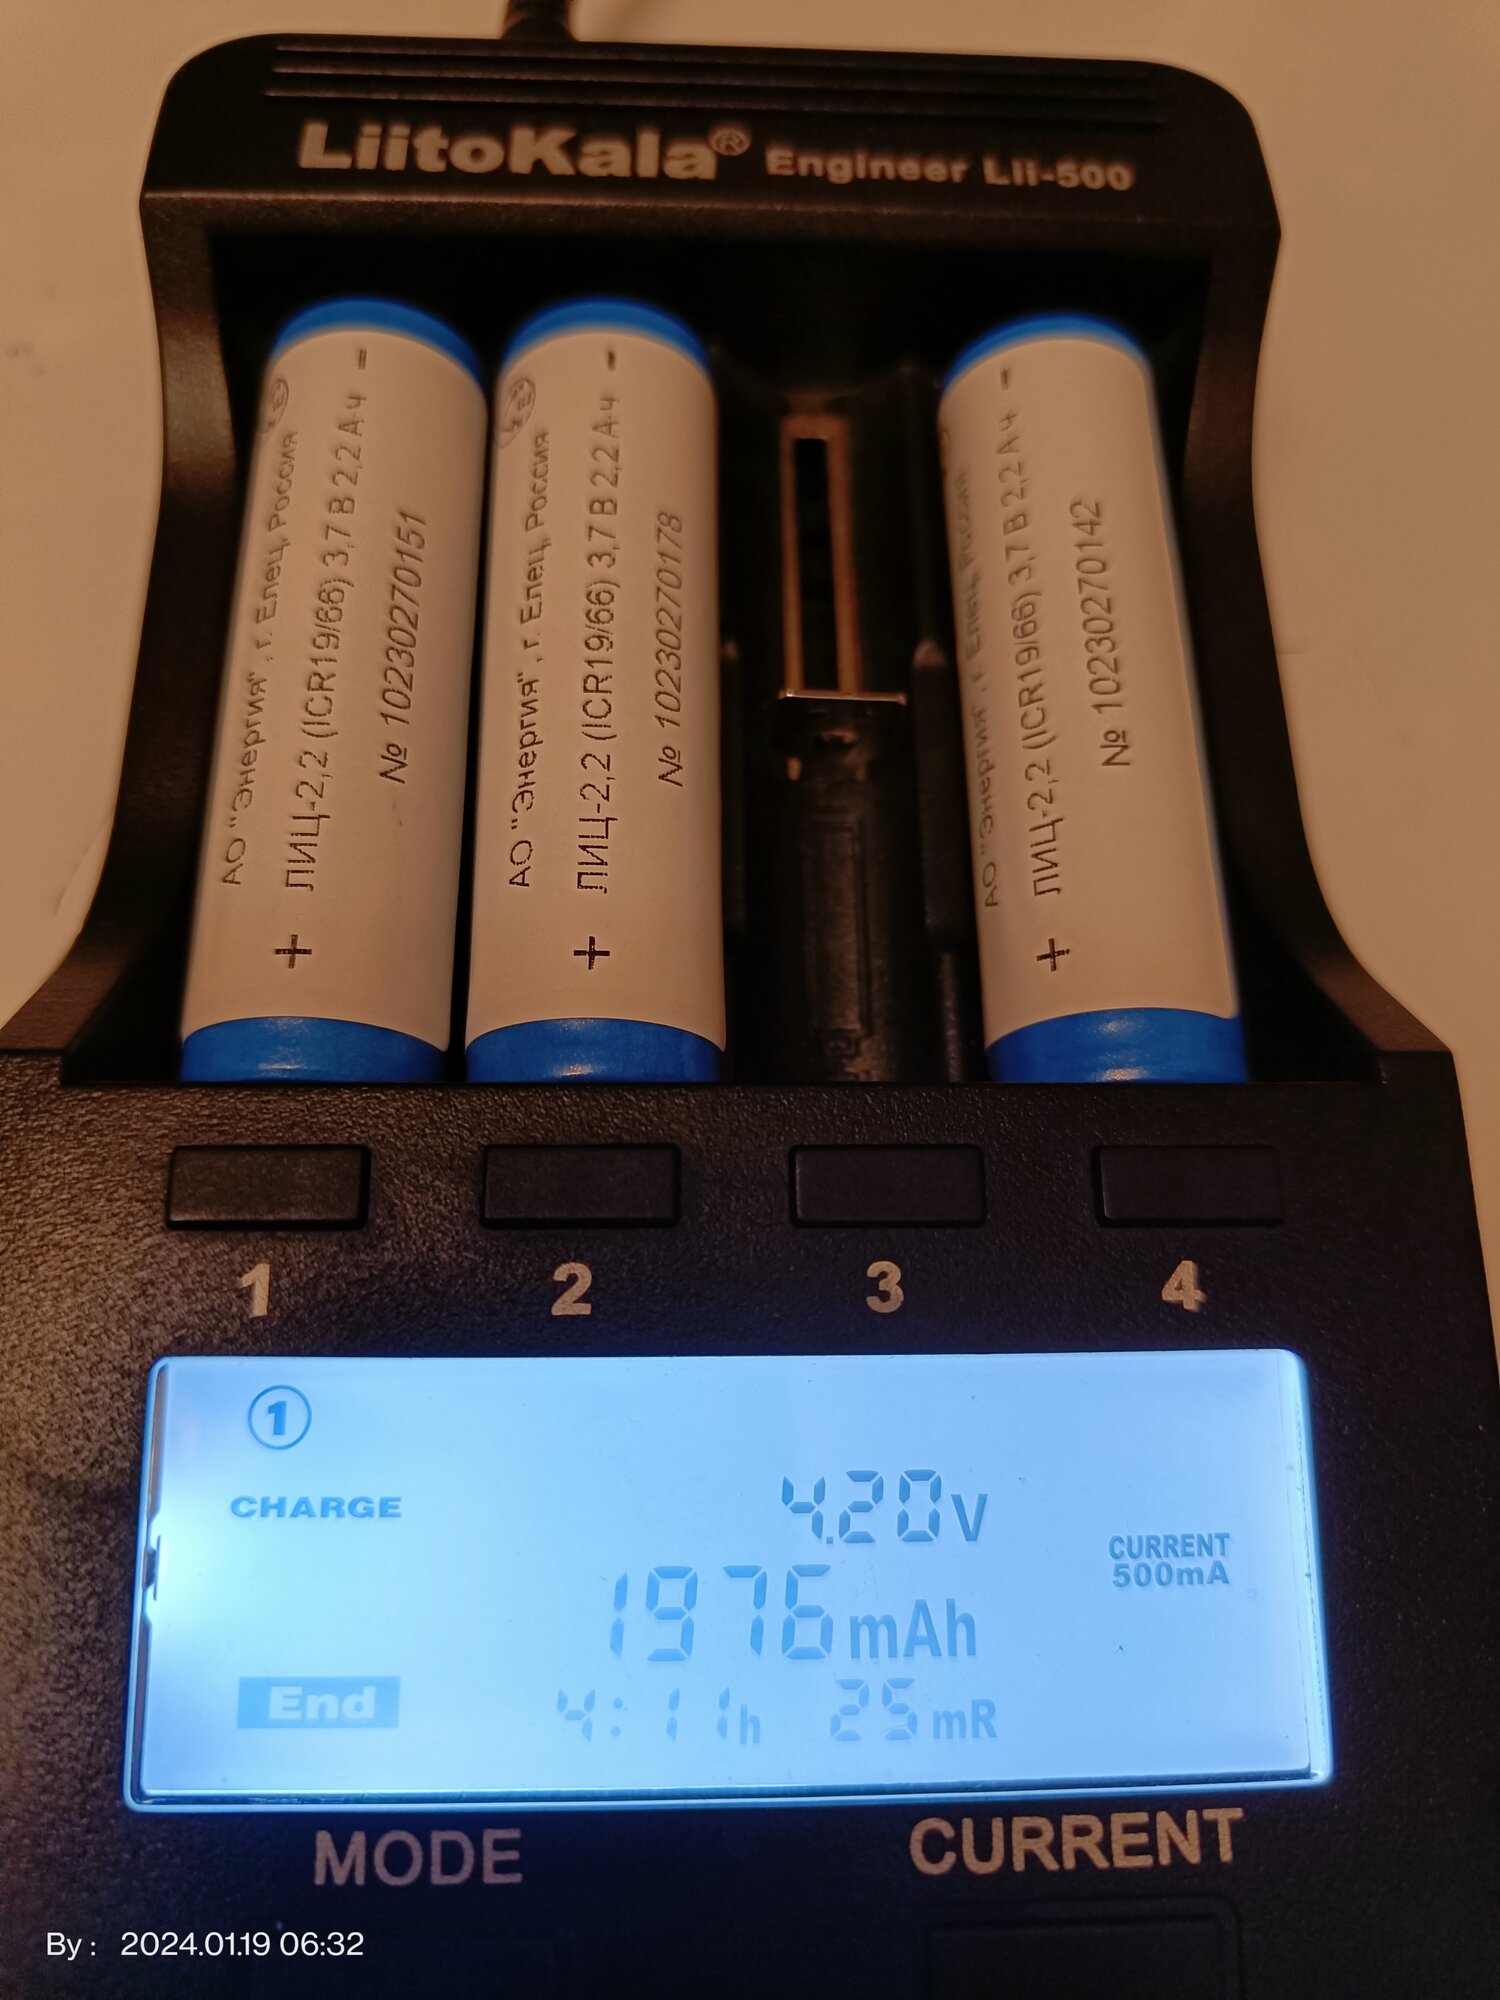 LiitoKala® Engineer Lii-500
АО "Энергия", г. Елец, Россия
ЛИЦ-2,2 (ICR19/66) 3,7 В 2,2 А·ч
№ 10230270151
+
-
АО "Энергия", г. Елец, Россия
ЛИЦ-2,2 (ICR19/66) 3,7 В 2,2 А·ч
№ 10230270178
+
-
АО "Энергия", г. Елец, Россия
ЛИЦ-2,2 (ICR19/66) 3,7 В 2,2 А·ч
№ 10230270142
+
-
1 2 3 4
1
CHARGE 4.20V
CURRENT
500mA
1976mAh
End 4:11h 25mR
MODE CURRENT
By : 2024.01.19 06:32